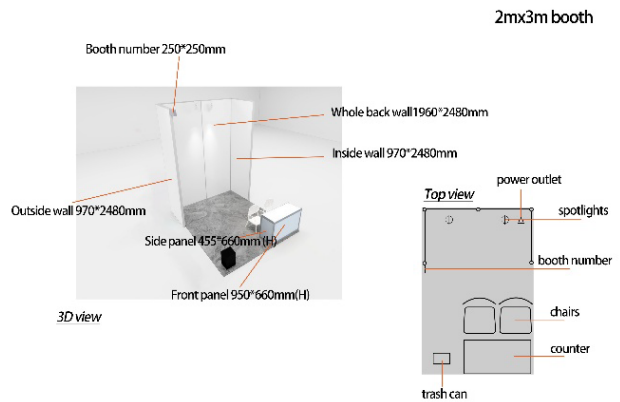 2mx3m booth
Booth number 250*250mm
Whole back wall1960*2480mm
Inside wall 970*2480mm
Outside wall 970*2480mm
Side panel 455*660mm (H)
Front panel 950*660mm(H)
3D view
Top view
power outlet
spotlights
booth number
chairs
counter
trash can